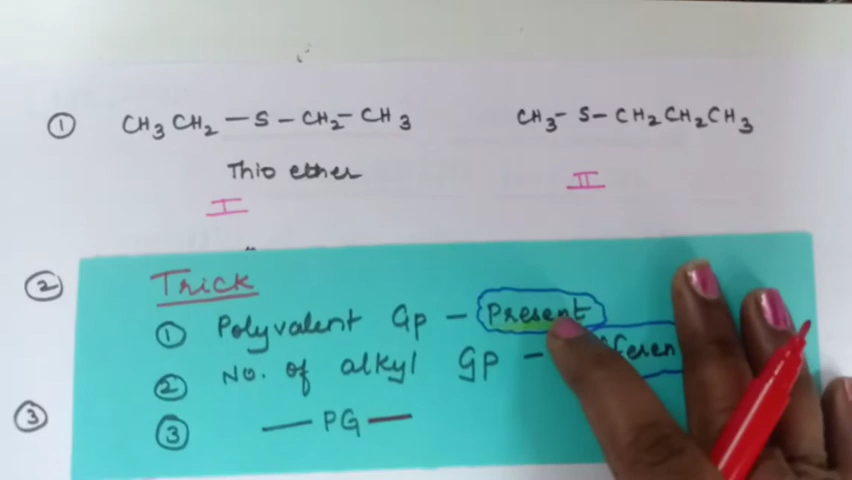 ① CH3 CH2 – S – CH2 – CH3 CH3 – S – CH2 CH2 CH3
Thio ether
I II
② Trick
① Polyvalent Gp – Present
② No. of alkyl Gp –
③ ③ — PG —